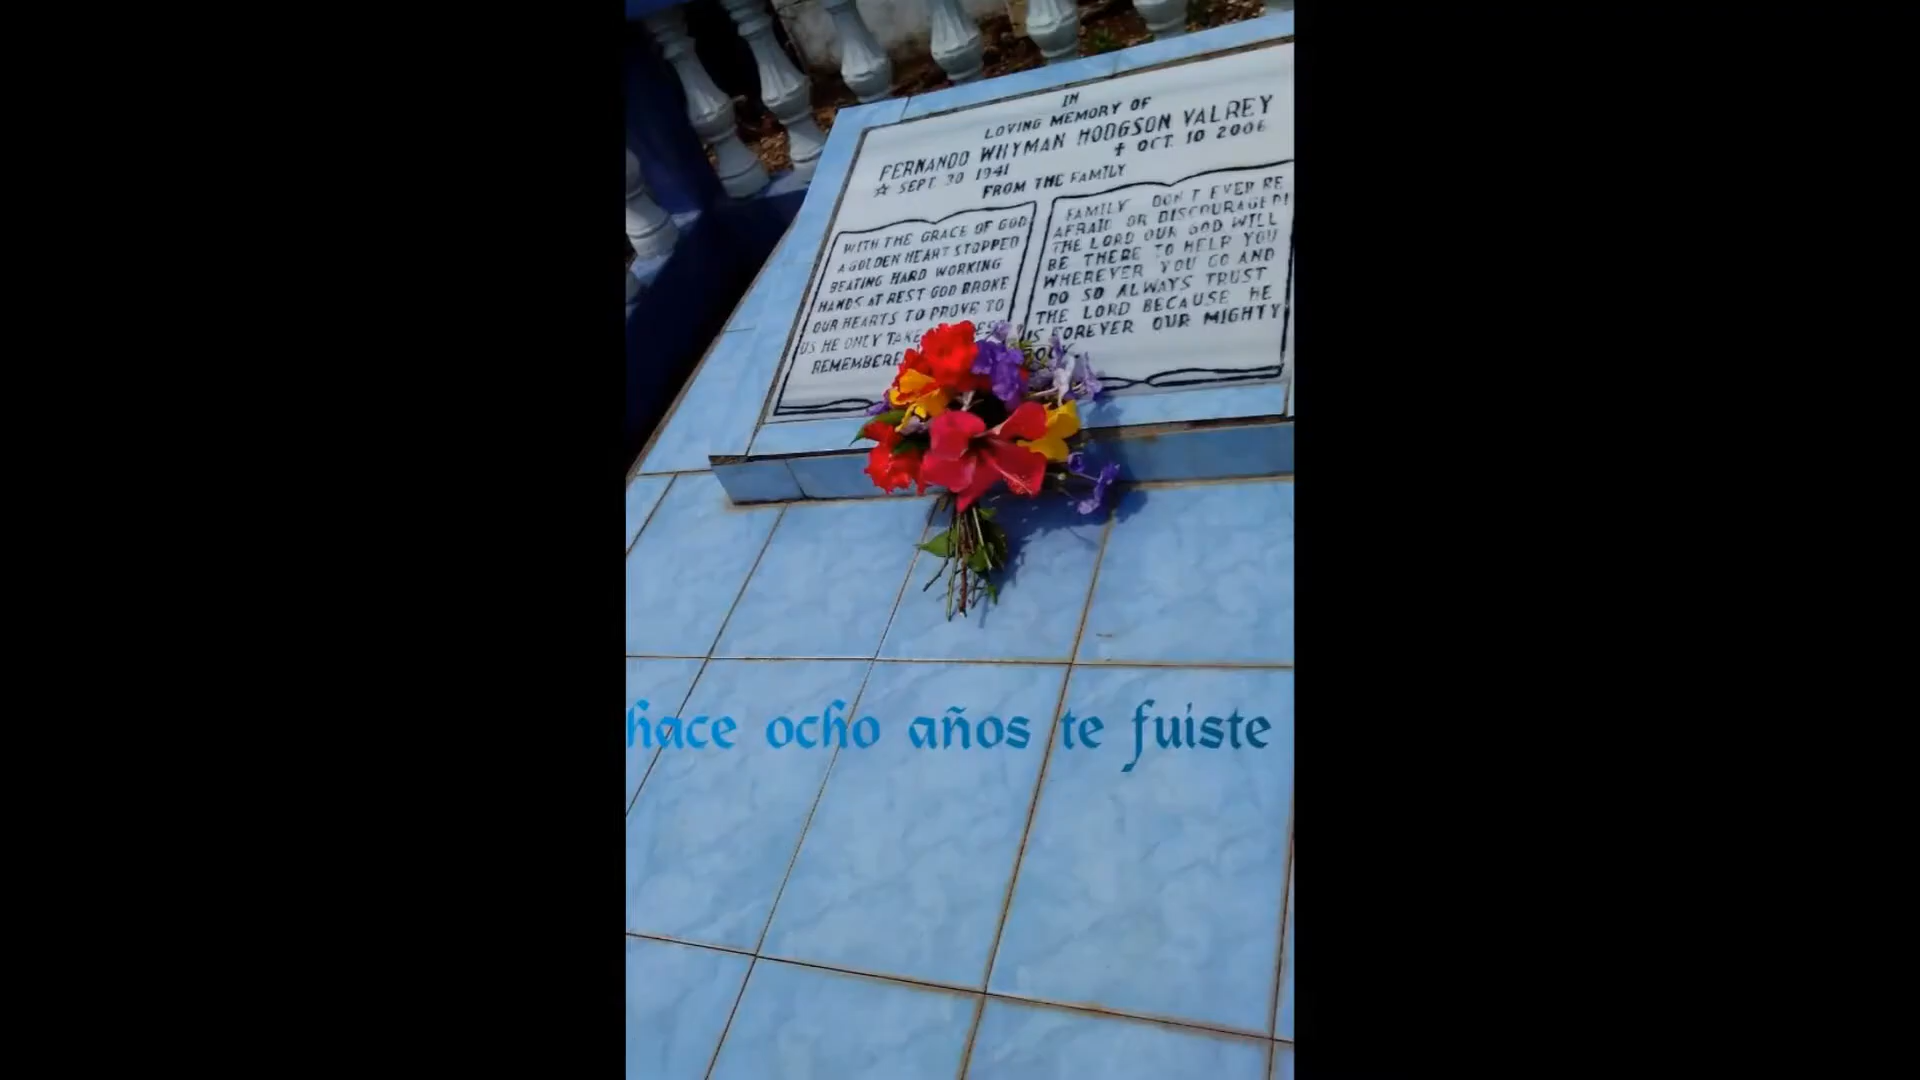 IN
LOVING MEMORY OF
FERNANDO WHYMAN HODGSON VALREY
☆ SEPT 30 1941 ✝ OCT. 10 2006
FROM THE FAMILY
WITH THE GRACE OF GOD
A GOLDEN HEART STOPPED
BEATING HARD WORKING
HANDS AT REST GOD BROKE
OUR HEARTS TO PROVE TO
US HE ONLY TAKE
REMEMBERE
FAMILY DON'T EVER BE
AFRAID OR DISCOURAGED!
THE LORD OUR GOD WILL
BE THERE TO HELP YOU
WHEREVER YOU GO AND
DO SO ALWAYS TRUST
THE LORD BECAUSE HE
IS FOREVER OUR MIGHTY
hace ocho años te fuiste